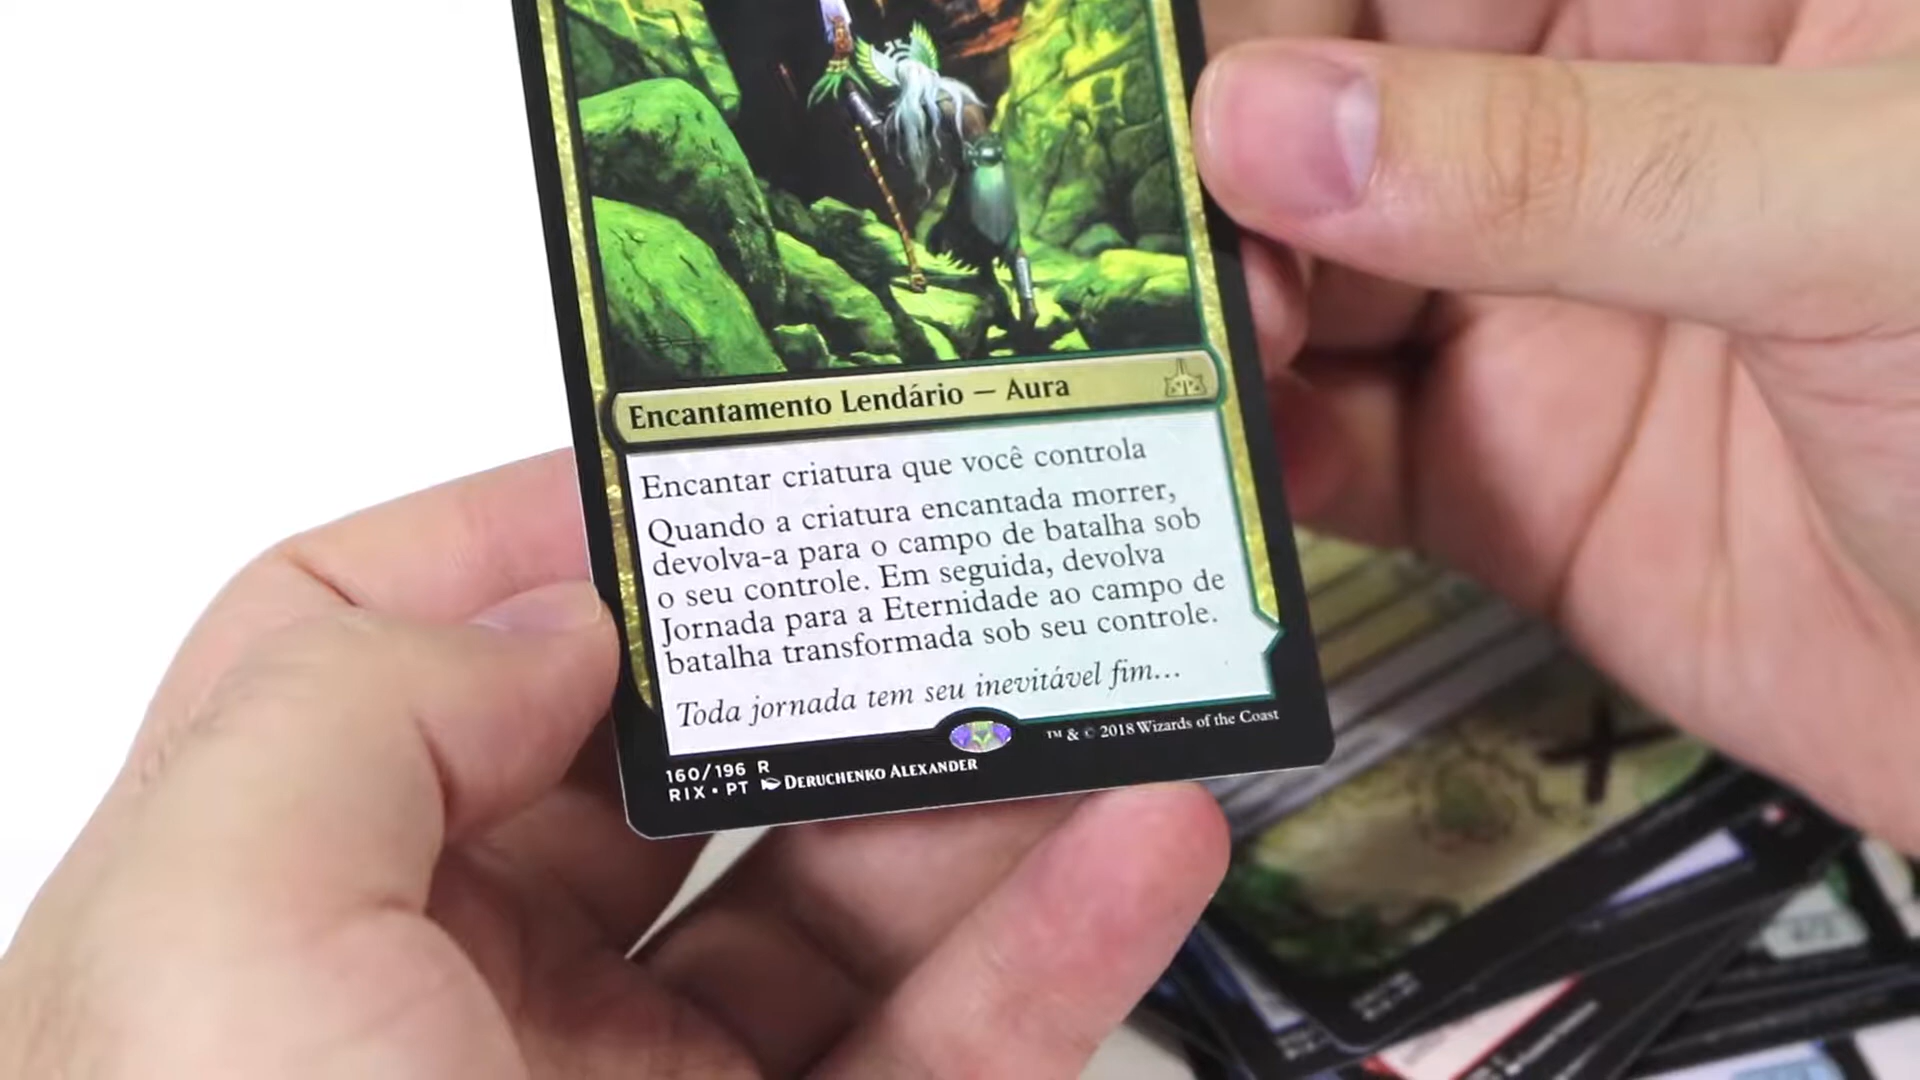 Encantamento Lendário — Aura
Encantar criatura que você controla
Quando a criatura encantada morrer,
devolva-a para o campo de batalha sob
o seu controle. Em seguida, devolva
Jornada para a Eternidade ao campo de
batalha transformada sob seu controle.
Toda jornada tem seu inevitável fim...
™ & © 2018 Wizards of the Coast
160/196 R
RIX • PT DERUCHENKO ALEXANDER